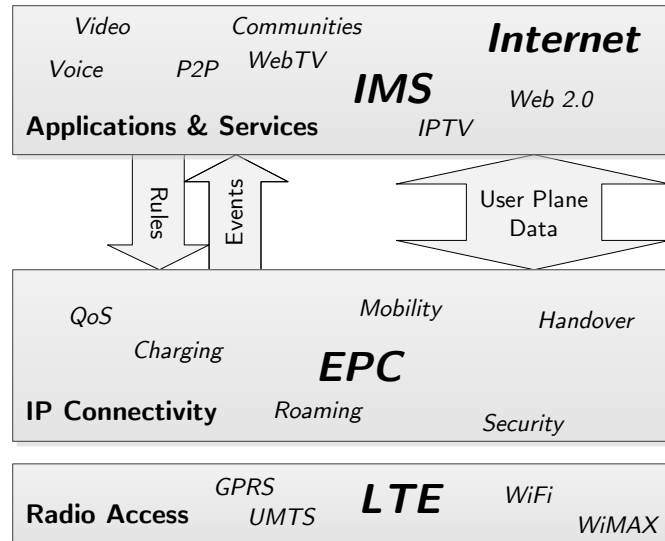 Video
Communities
Internet
Voice
P2P
WebTV
IMS
Web 2.0
Applications & Services
IPTV
Rules
Events
User Plane
Data
QoS
Mobility
Handover
Charging
EPC
IP Connectivity
Roaming
Security
GPRS
LTE
WiFi
Radio Access
UMTS
WiMAX